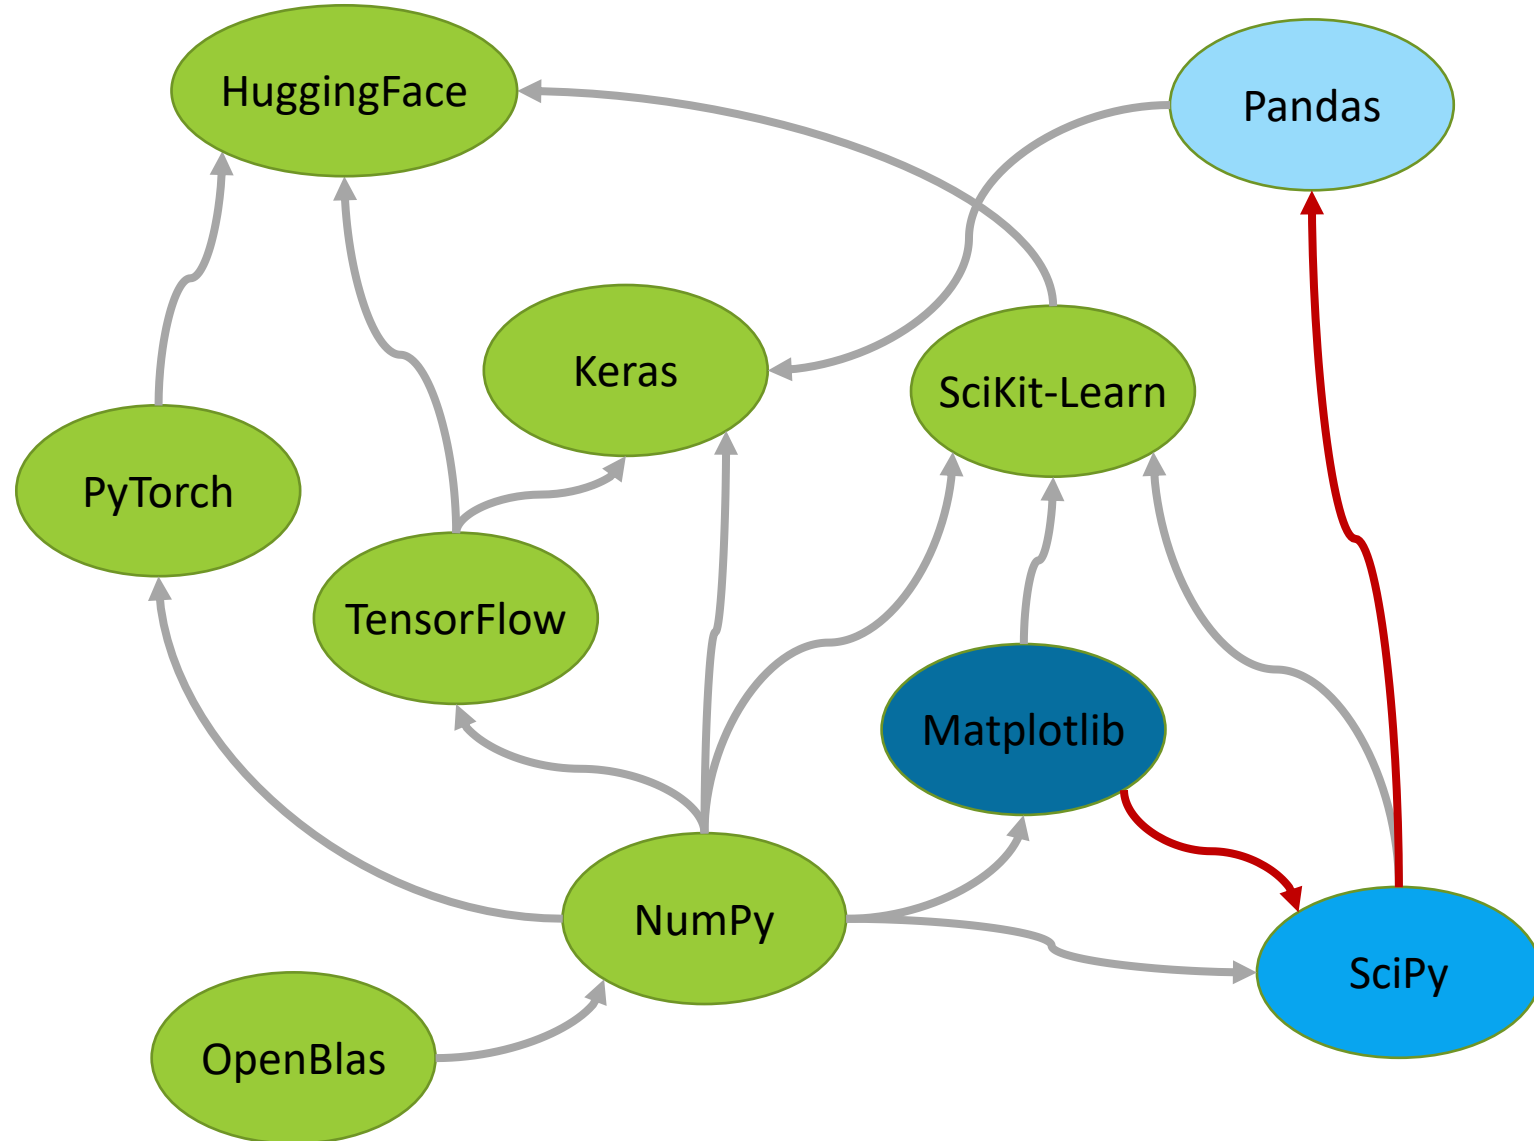 HuggingFace
Pandas
Keras
SciKit-Learn
PyTorch
TensorFlow
Matplotlib
NumPy
SciPy
OpenBlas